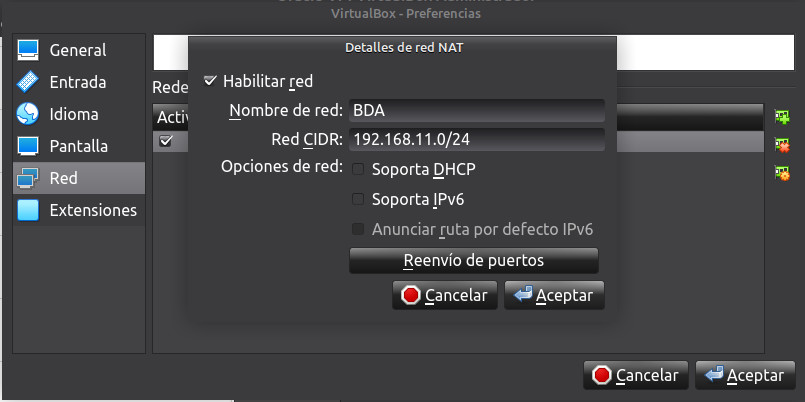 VirtualBox - Preferencias
General
Entrada
Idioma
Pantalla
Red
Extensiones
Detalles de red NAT
Habilitar red
Nombre de red: BDA
Red CIDR: 192.168.11.0/24
Opciones de red: Soporta DHCP
Soporta IPv6
Anunciar ruta por defecto IPv6
Reenvío de puertos
Cancelar Aceptar
Cancelar Aceptar